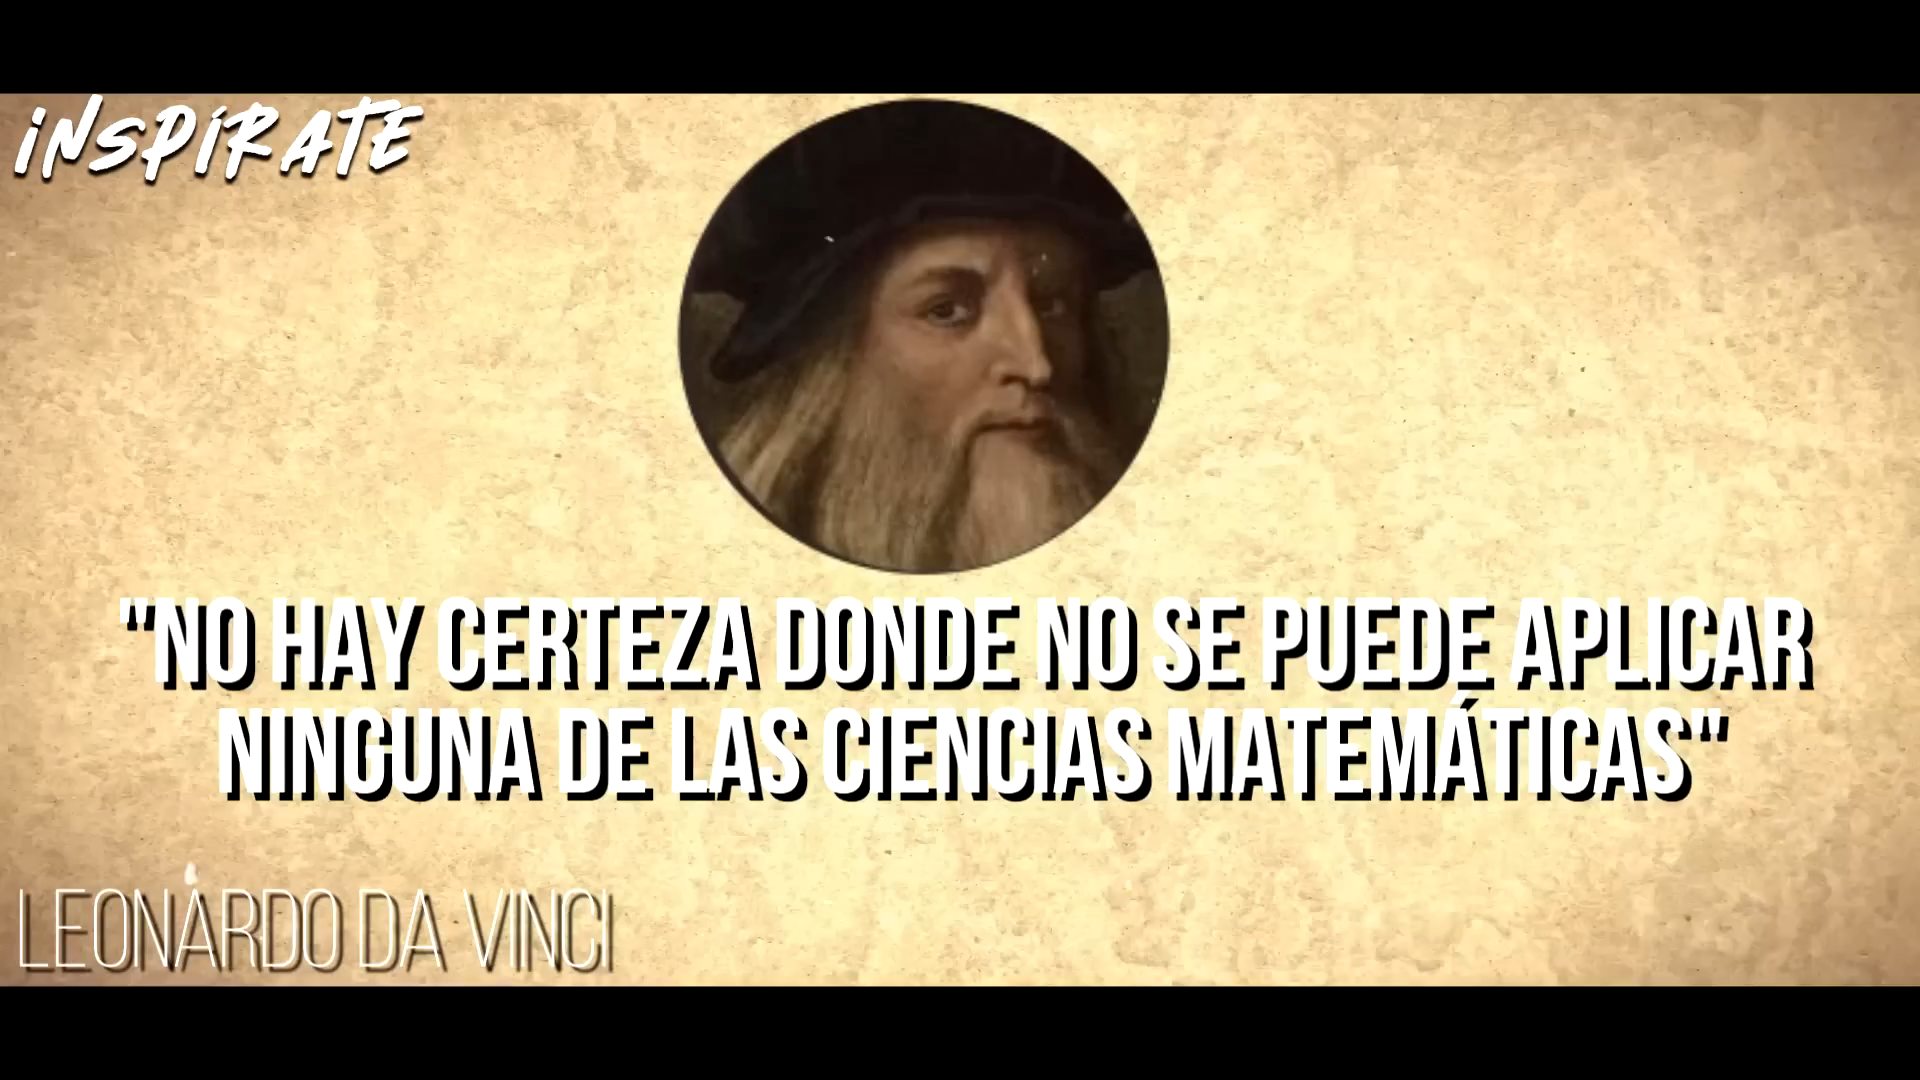 INSPÍRATE
"NO HAY CERTEZA DONDE NO SE PUEDE APLICAR
NINGUNA DE LAS CIENCIAS MATEMÁTICAS"
LEONARDO DA VINCI